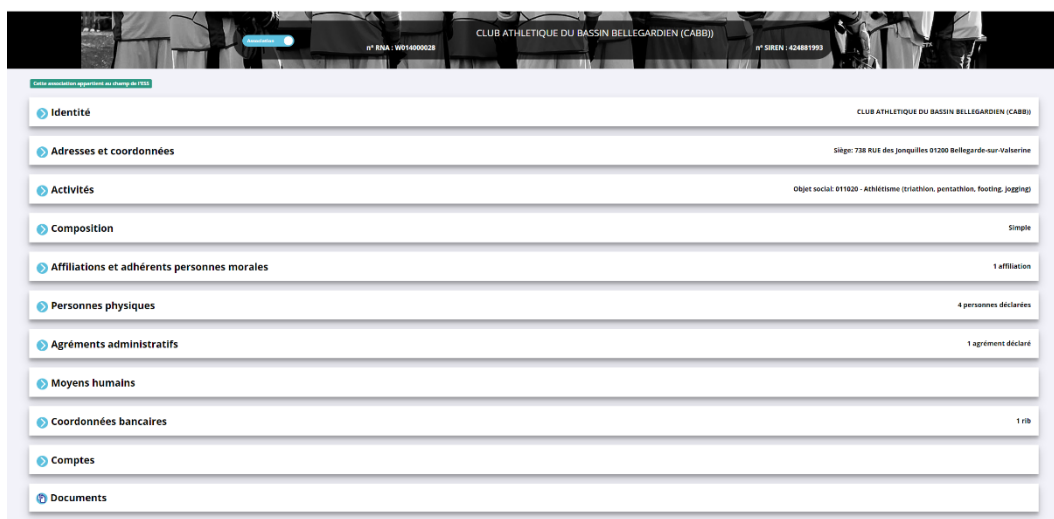 CLUB ATHLETIQUE DU BASSIN BELLEGARDIEN (CABB))
Association
n° RNA : W014000028
n° SIREN : 424881993
Cette association appartient au champ de l'ESS
Identité
CLUB ATHLETIQUE DU BASSIN BELLEGARDIEN (CABB))
Adresses et coordonnées
Siège: 738 RUE des Jonquilles 01200 Bellegarde-sur-Valserine
Activités
Objet social: 011020 - Athlétisme (triathlon, pentathlon, footing, jogging)
Composition
Simple
Affiliations et adhérents personnes morales
1 affiliation
Personnes physiques
4 personnes déclarées
Agréments administratifs
1 agrément déclaré
Moyens humains
Coordonnées bancaires
1 rib
Comptes
Documents